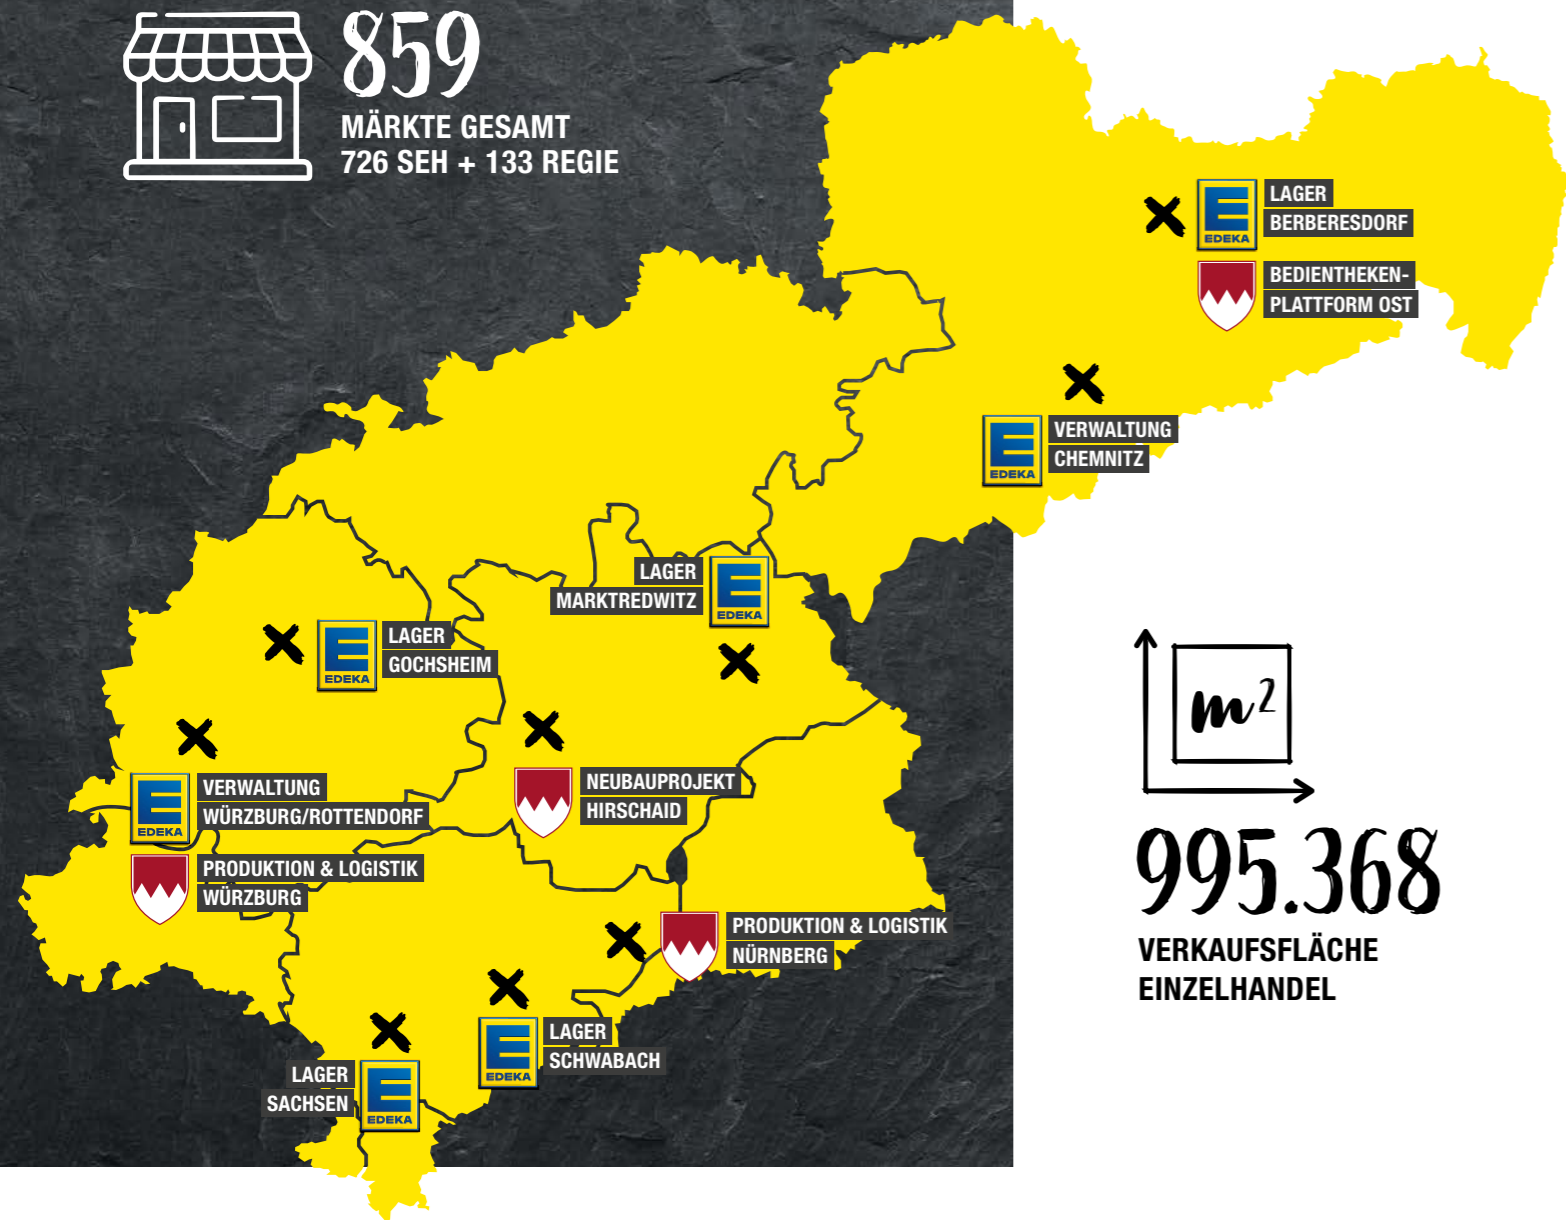 859
MÄRKTE GESAMT
726 SEH + 133 REGIE
EDEKA
LAGER
BERBERESDORF
BEDIENTHEKEN-
PLATTFORM OST
EDEKA
VERWALTUNG
CHEMNITZ
LAGER
MARKTREDWITZ
EDEKA
EDEKA
LAGER
GOCHSHEIM
EDEKA
VERWALTUNG
WÜRZBURG/ROTTENDORF
PRODUKTION & LOGISTIK
WÜRZBURG
NEUBAUPROJEKT
HIRSCHAID
PRODUKTION & LOGISTIK
NÜRNBERG
EDEKA
LAGER
SCHWABACH
LAGER
SACHSEN
EDEKA
m²
995.368
VERKAUFSFLÄCHE
EINZELHANDEL